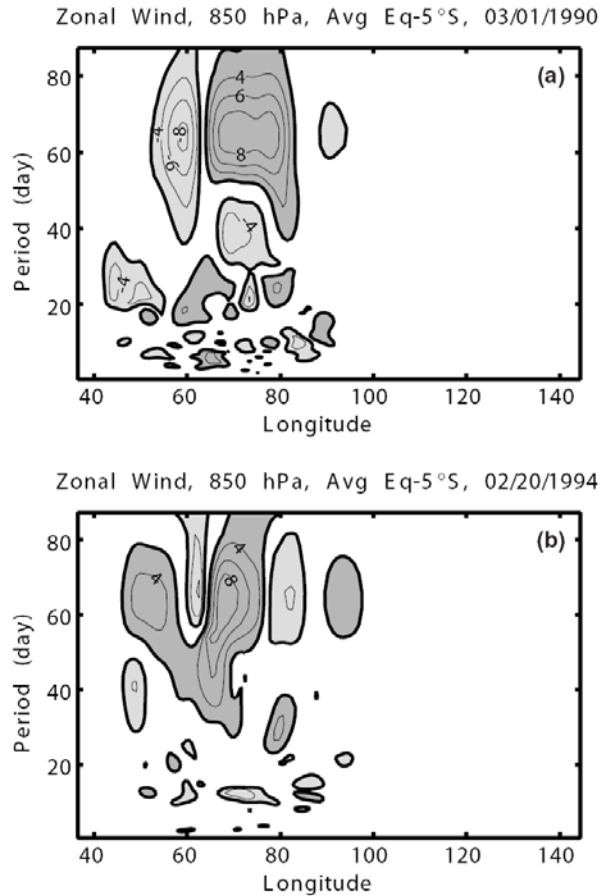 Zonal Wind, 850 hPa, Avg Eq-5°S, 03/01/1990
(a)
80
60
40
20
Period (day)
4
6
8
-4
-8
-6
-4
-4
40 60 80 100 120 140
Longitude
Zonal Wind, 850 hPa, Avg Eq-5°S, 02/20/1994
(b)
80
60
40
20
Period (day)
4
4
8
40 60 80 100 120 140
Longitude